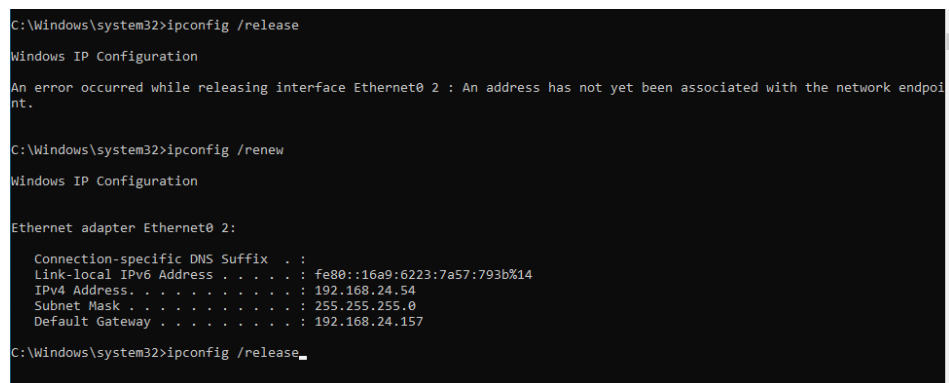 C:\Windows\system32>ipconfig /release
Windows IP Configuration
An error occurred while releasing interface Ethernet0 2 : An address has not yet been associated with the network endpoi
nt.
C:\Windows\system32>ipconfig /renew
Windows IP Configuration
Ethernet adapter Ethernet0 2:
   Connection-specific DNS Suffix  . :
   Link-local IPv6 Address . . . . . : fe80::16a9:6223:7a57:793b%14
   IPv4 Address. . . . . . . . . . . : 192.168.24.54
   Subnet Mask . . . . . . . . . . . : 255.255.255.0
   Default Gateway . . . . . . . . . : 192.168.24.157
C:\Windows\system32>ipconfig /release